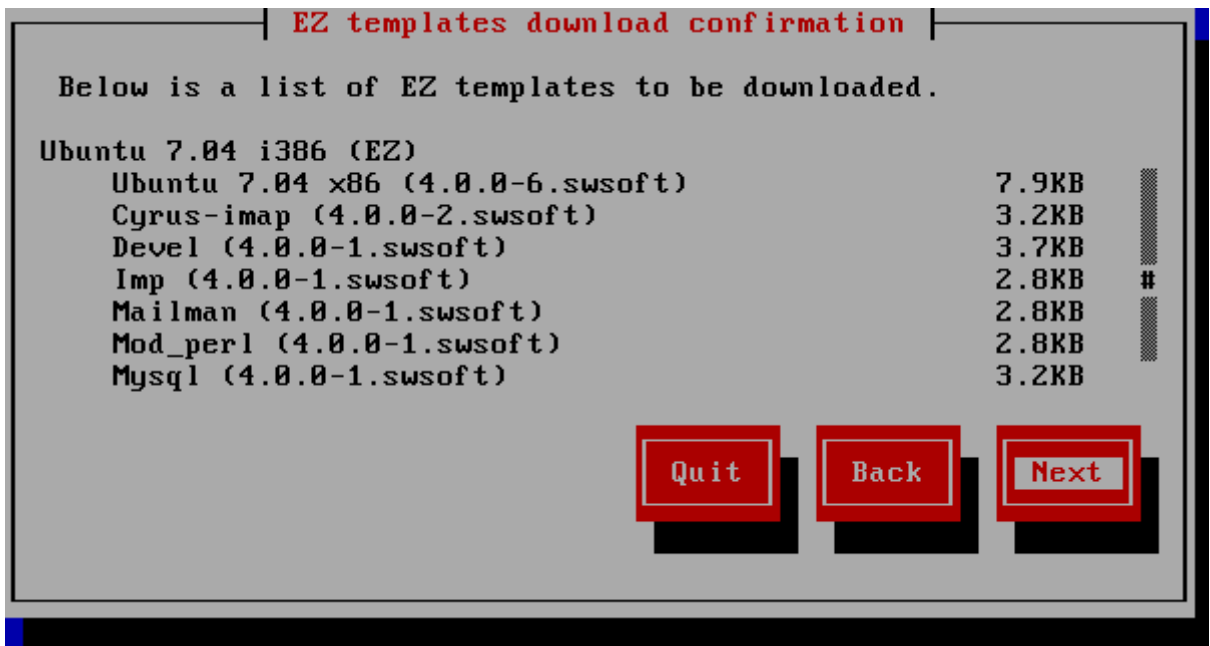 EZ templates download confirmation
Below is a list of EZ templates to be downloaded.
Ubuntu 7.04 i386 (EZ)
Ubuntu 7.04 x86 (4.0.0-6.swsoft) 7.9KB
Cyrus-imap (4.0.0-2.swsoft) 3.2KB
Devel (4.0.0-1.swsoft) 3.7KB
Imp (4.0.0-1.swsoft) 2.8KB #
Mailman (4.0.0-1.swsoft) 2.8KB
Mod_perl (4.0.0-1.swsoft) 2.8KB
Mysql (4.0.0-1.swsoft) 3.2KB
Quit Back Next